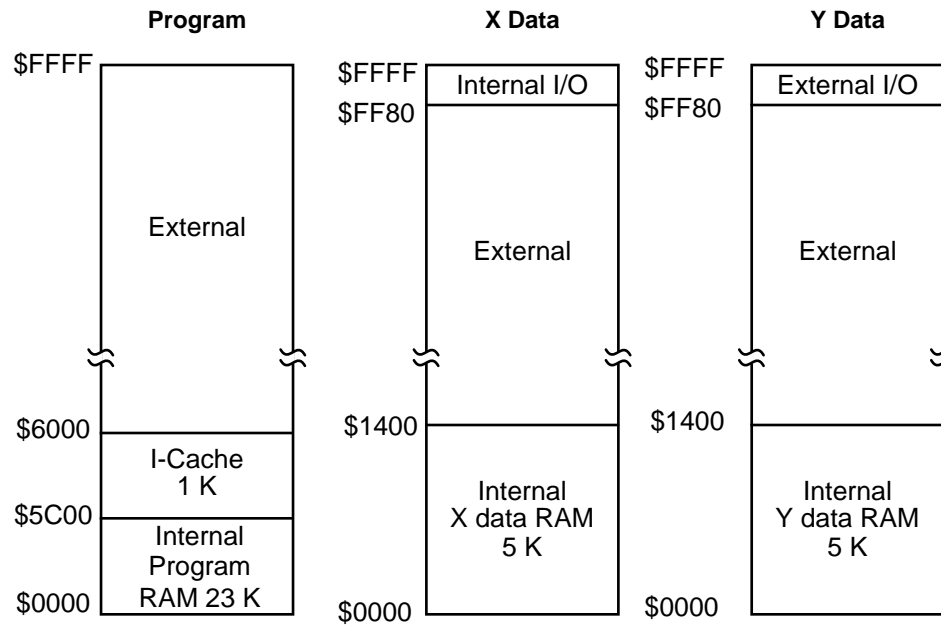 Program
$FFFF
External
$6000
I-Cache
1 K
$5C00
Internal
Program
RAM 23 K
$0000
X Data
$FFFF
Internal I/O
$FF80
External
$1400
Internal
X data RAM
5 K
$0000
Y Data
$FFFF
External I/O
$FF80
External
$1400
Internal
Y data RAM
5 K
$0000